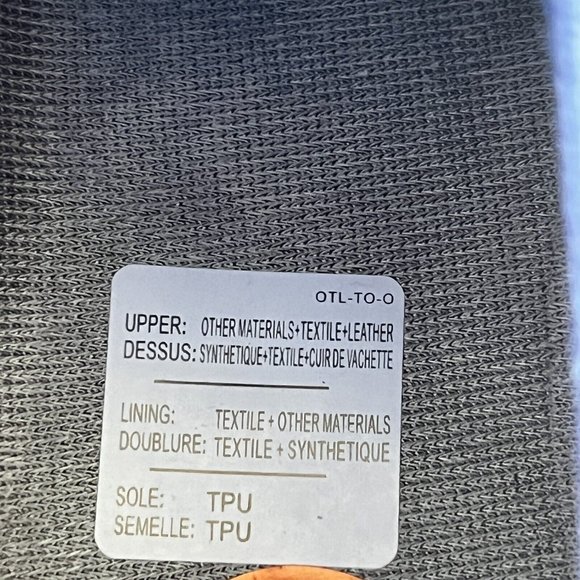 OTL-TO-O
UPPER: OTHER MATERIALS+TEXTILE+LEATHER
DESSUS: SYNTHETIQUE+TEXTILE+CUIR DE VACHETTE
LINING: TEXTILE + OTHER MATERIALS
DOUBLURE: TEXTILE + SYNTHETIQUE
SOLE: TPU
SEMELLE: TPU